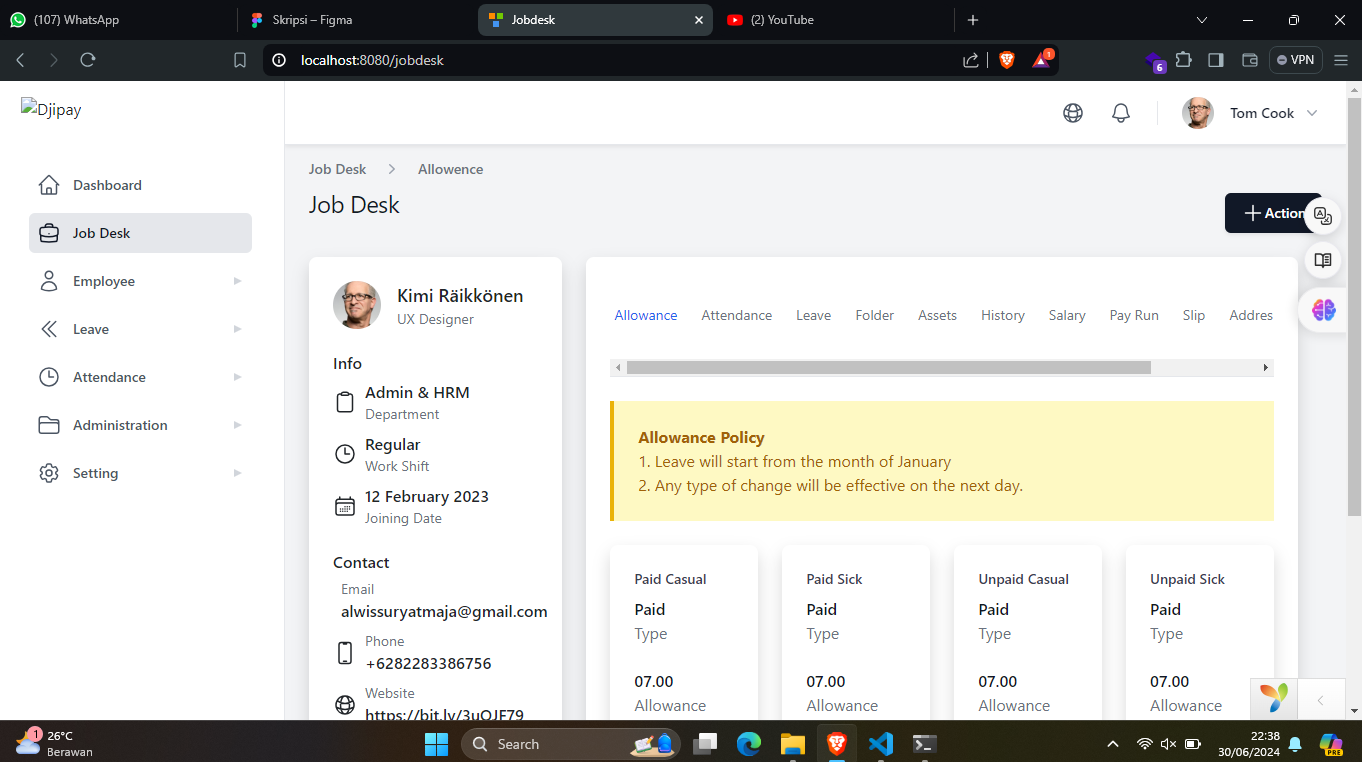 (107) WhatsApp
Skripsi – Figma
Jobdesk
(2) YouTube
localhost:8080/jobdesk
1
6
VPN
Djipay
Tom Cook
Dashboard
Job Desk
Employee
Leave
Attendance
Administration
Setting
Job Desk > Allowence
Job Desk
+ Action
Kimi Räikkönen
UX Designer
Info
Admin & HRM
Department
Regular
Work Shift
12 February 2023
Joining Date
Contact
Email
alwissuryatmaja@gmail.com
Phone
+6282283386756
Website
https://bit.ly/3uOJF79
Allowance Attendance Leave Folder Assets History Salary Pay Run Slip Addres
Allowance Policy
1. Leave will start from the month of January
2. Any type of change will be effective on the next day.
Paid Casual
Paid
Type
07.00
Allowance
Paid Sick
Paid
Type
07.00
Allowance
Unpaid Casual
Paid
Type
07.00
Allowance
Unpaid Sick
Paid
Type
07.00
Allowance
1
26°C
Berawan
Search
22:38
30/06/2024
PRE